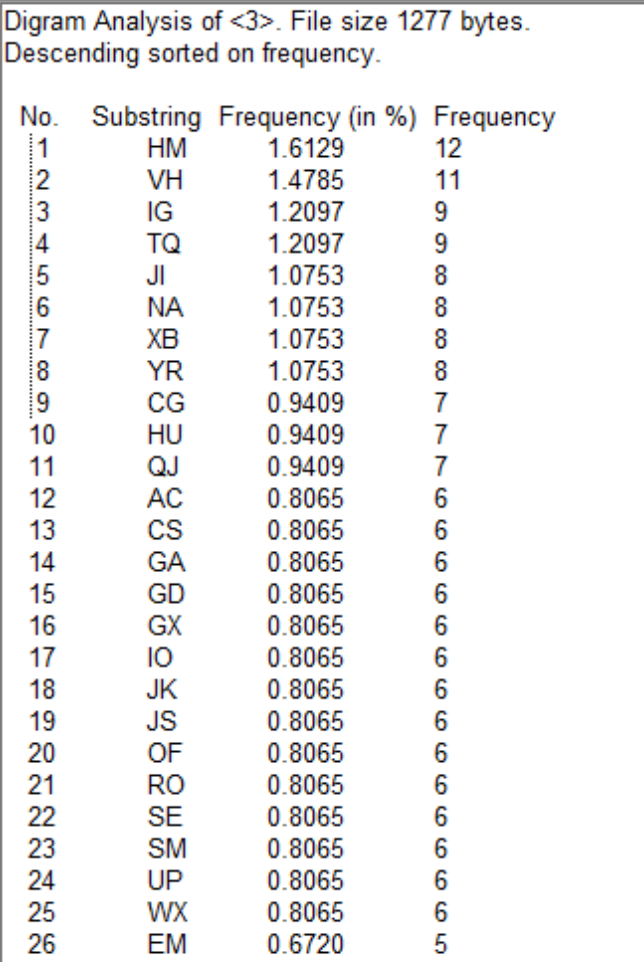 Digram Analysis of <3>. File size 1277 bytes.
Descending sorted on frequency.
No. Substring Frequency (in %) Frequency
1 HM 1.6129 12
2 VH 1.4785 11
3 IG 1.2097 9
4 TQ 1.2097 9
5 JI 1.0753 8
6 NA 1.0753 8
7 XB 1.0753 8
8 YR 1.0753 8
9 CG 0.9409 7
10 HU 0.9409 7
11 QJ 0.9409 7
12 AC 0.8065 6
13 CS 0.8065 6
14 GA 0.8065 6
15 GD 0.8065 6
16 GX 0.8065 6
17 IO 0.8065 6
18 JK 0.8065 6
19 JS 0.8065 6
20 OF 0.8065 6
21 RO 0.8065 6
22 SE 0.8065 6
23 SM 0.8065 6
24 UP 0.8065 6
25 WX 0.8065 6
26 EM 0.6720 5